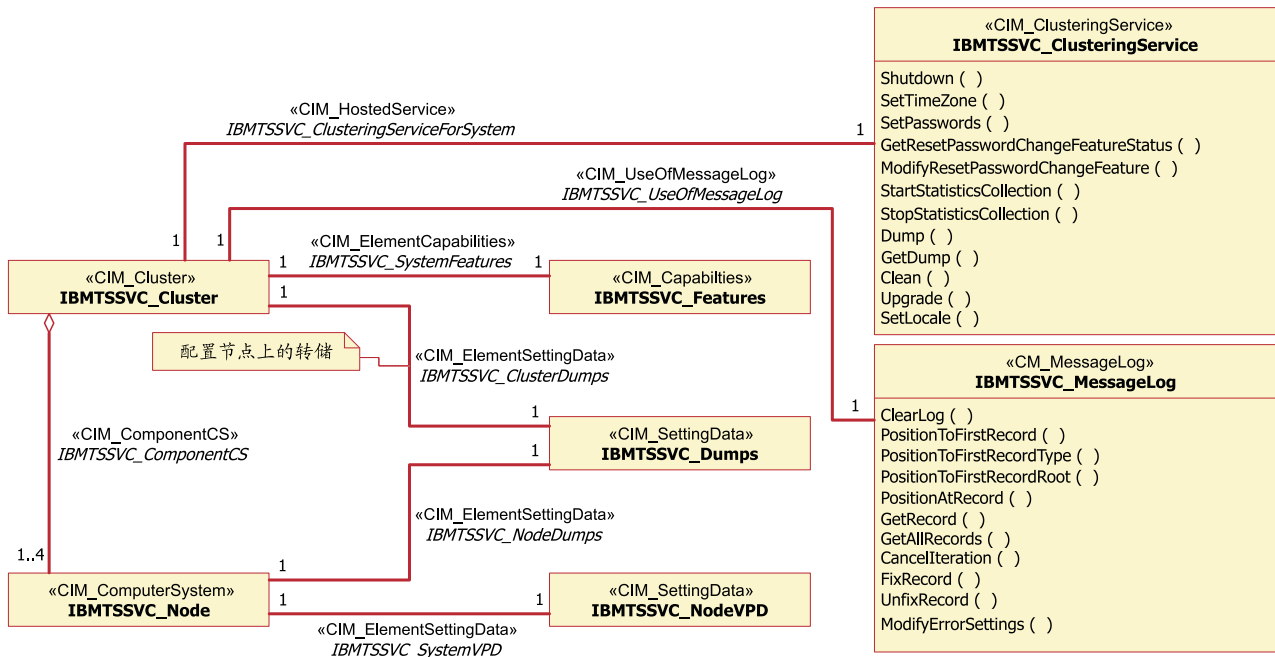 «CIM_ClusteringService»
IBMTSSVC_ClusteringService
Shutdown ( )
SetTimeZone ( )
SetPasswords ( )
GetResetPasswordChangeFeatureStatus ( )
ModifyResetPasswordChangeFeature ( )
StartStatisticsCollection ( )
StopStatisticsCollection ( )
Dump ( )
GetDump ( )
Clean ( )
Upgrade ( )
SetLocale ( )
«CIM_HostedService»
IBMTSSVC_ClusteringServiceForSystem
1
«CIM_UseOfMessageLog»
IBMTSSVC_UseOfMessageLog
1
1
«CIM_ElementCapabilities»
IBMTSSVC_SystemFeatures
1
1
«CIM_Cluster»
IBMTSSVC_Cluster
«CIM_Capabilties»
IBMTSSVC_Features
1
配置节点上的转储
«CIM_ElementSettingData»
IBMTSSVC_ClusterDumps
«CM_MessageLog»
IBMTSSVC_MessageLog
1
ClearLog ( )
PositionToFirstRecord ( )
PositionToFirstRecordType ( )
PositionToFirstRecordRoot ( )
PositionAtRecord ( )
GetRecord ( )
GetAllRecords ( )
CancelIteration ( )
FixRecord ( )
UnfixRecord ( )
ModifyErrorSettings ( )
1
«CIM_SettingData»
IBMTSSVC_Dumps
1
«CIM_ComponentCS»
IBMTSSVC_ComponentCS
«CIM_ElementSettingData»
IBMTSSVC_NodeDumps
1..4
1
«CIM_ComputerSystem»
IBMTSSVC_Node
1
1
«CIM_SettingData»
IBMTSSVC_NodeVPD
«CIM_ElementSettingData»
IBMTSSVC_SystemVPD